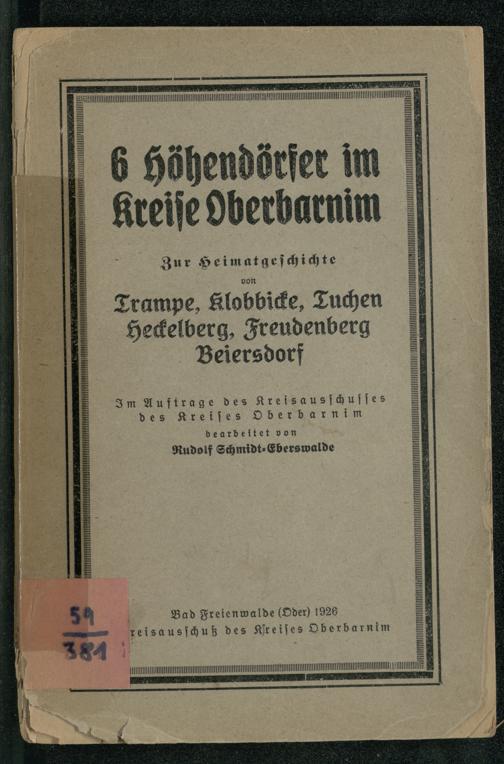 6 Höhendörfer im
Kreise Oberbarnim
Zur Heimatgeschichte
von
Trampe, Klobbicke, Tuchen
Heckelberg, Freudenberg
Beiersdorf
Im Auftrage des Kreisausschusses
des Kreises Oberbarnim
bearbeitet von
Rudolf Schmidt-Eberswalde
59
381
Bad Freienwalde (Oder) 1926
reisausschuß des Kreises Oberbarnim